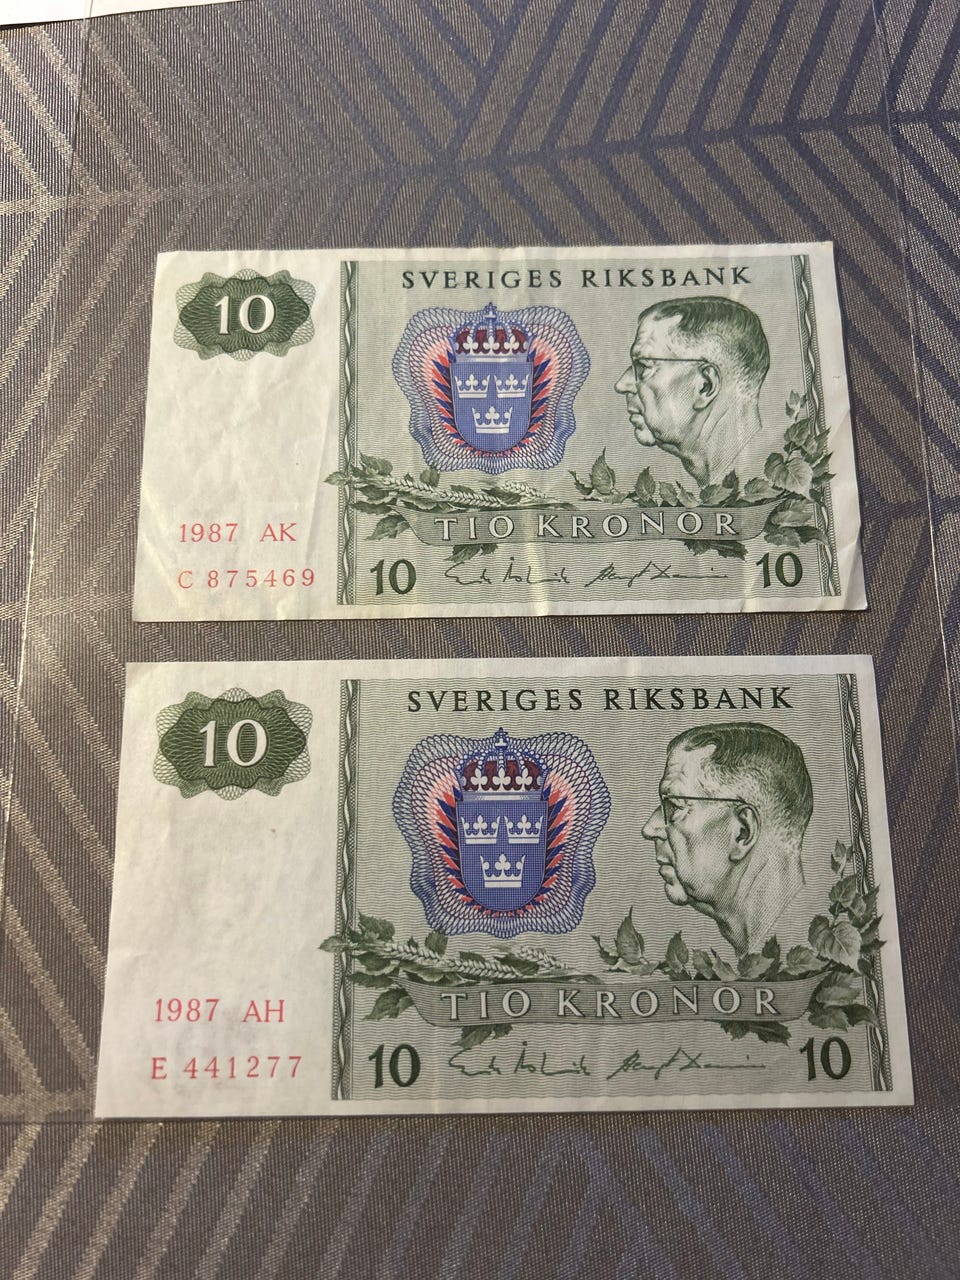 10
SVERIGES RIKSBANK
TIO KRONOR
1987 AK
C 875469
10
10
10
SVERIGES RIKSBANK
TIO KRONOR
1987 AH
E 441277
10
10